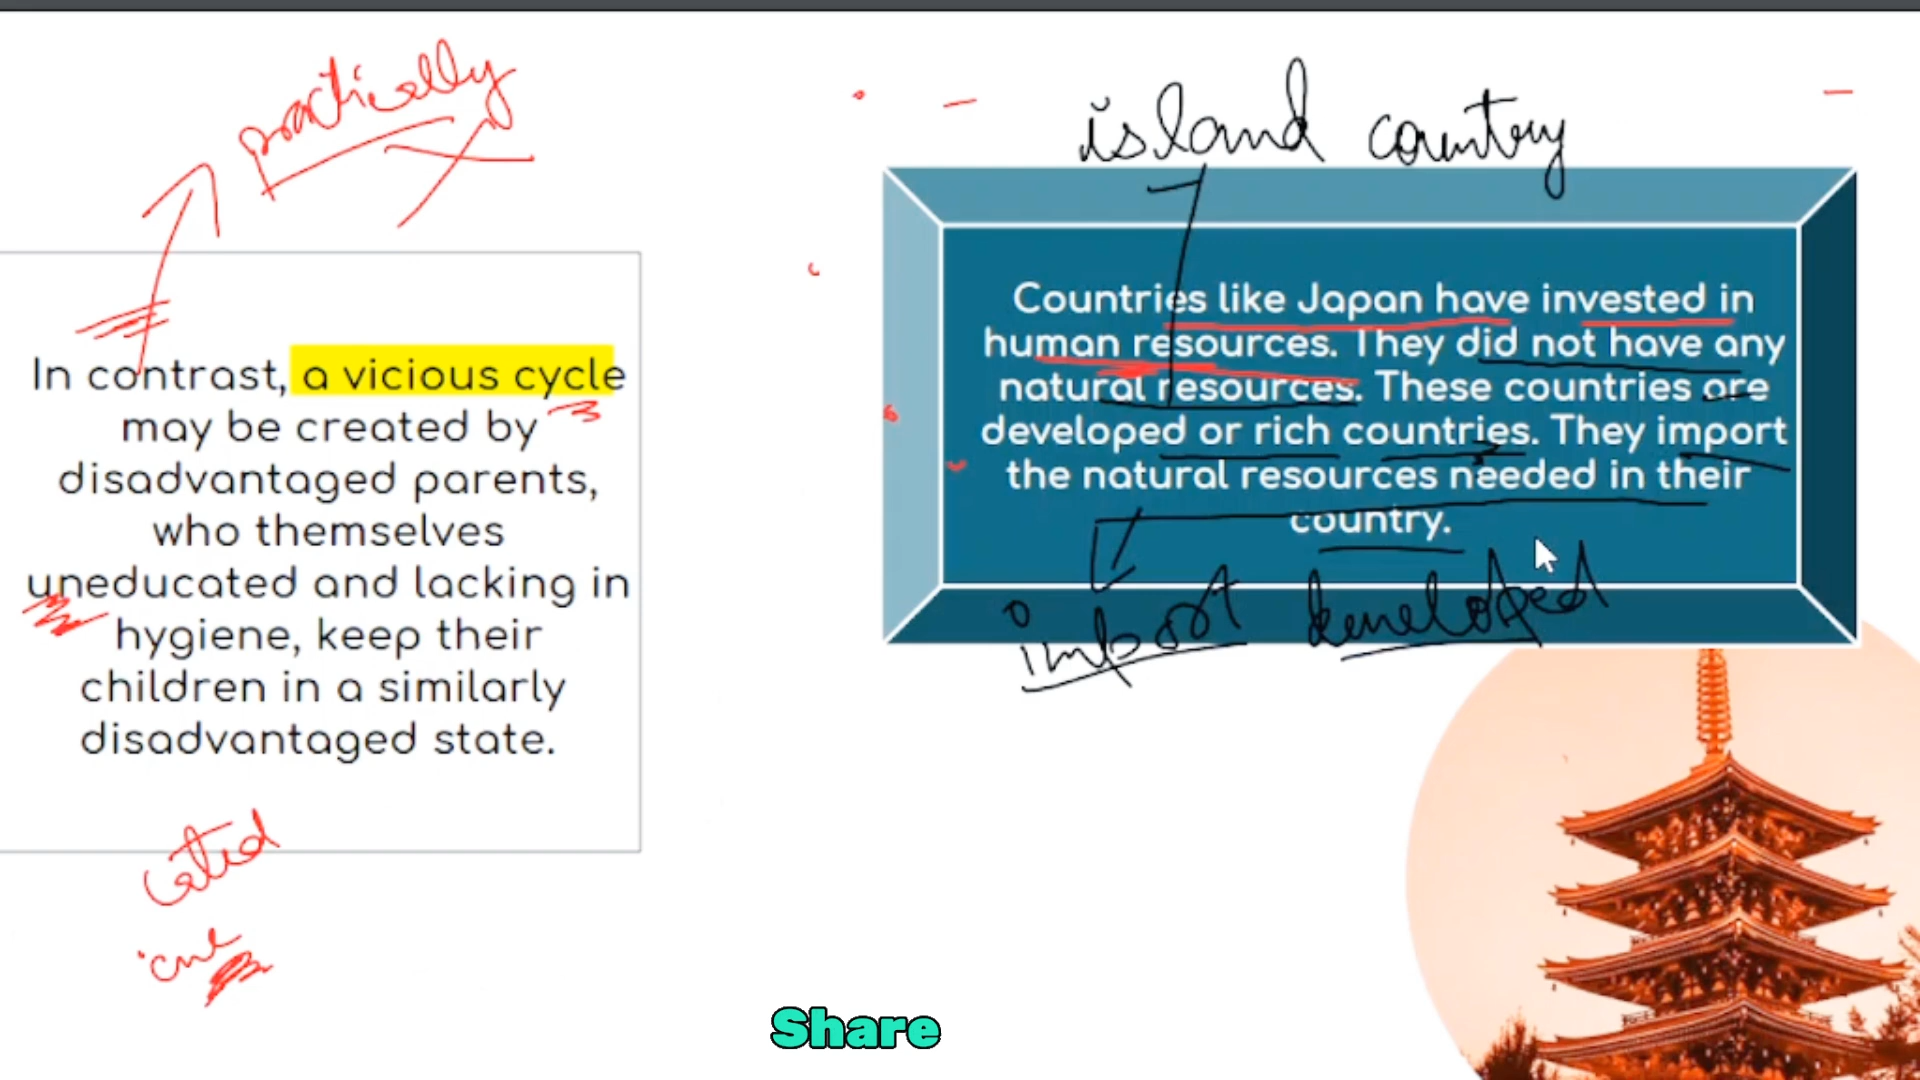 practically
In contrast, a vicious cycle
may be created by
disadvantaged parents,
who themselves
uneducated and lacking in
hygiene, keep their
children in a similarly
disadvantaged state.
island country
Countries like Japan have invested in
human resources. They did not have any
natural resources. These countries are
developed or rich countries. They import
the natural resources needed in their
country.
import developed
Share